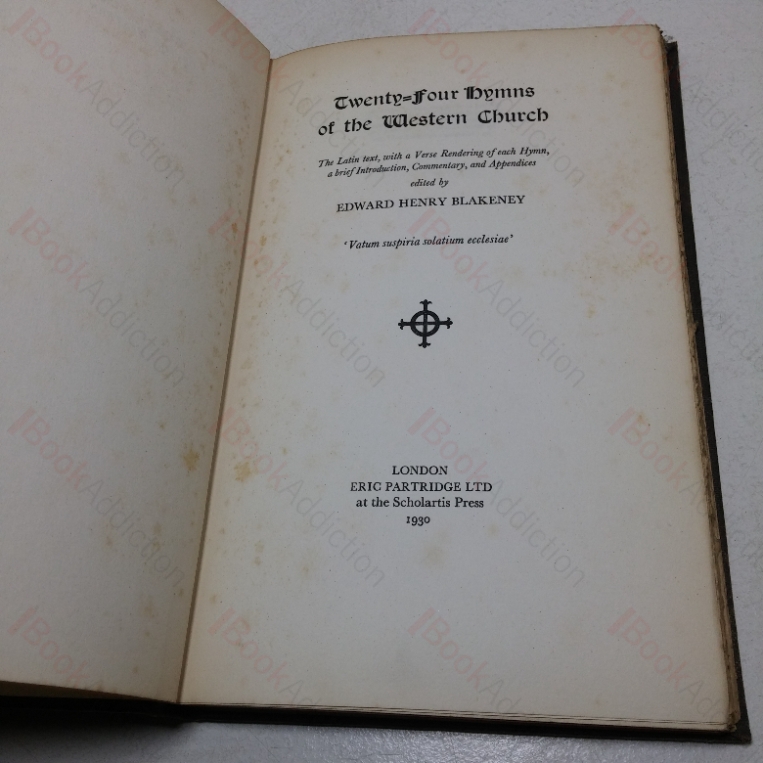 Twenty=Four Hymns
of the Western Church
The Latin text, with a Verse Rendering of each Hymn,
a brief Introduction, Commentary, and Appendices
edited by
EDWARD HENRY BLAKENEY
'Vatum suspiria solatium ecclesiae'
LONDON
ERIC PARTRIDGE LTD
at the Scholartis Press
1930
BookAddiction